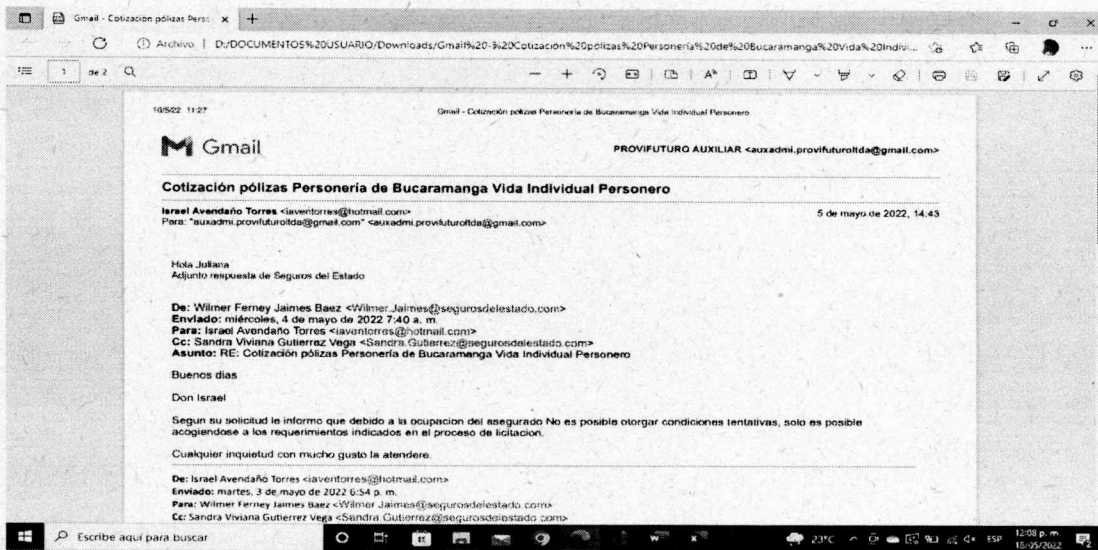 Gmail - Cotización pólizas Perso
Archivo | D:/DOCUMENTOS%20USUARIO/Downloads/Gmail%20-%20Cotización%20pólizas%20Personería%20de%20Bucaramanga%20Vida%20Indivi...
1 de 2
10/5/22 11:27
Gmail - Cotización pólizas Personería de Bucaramanga Vida Individual Personero
Gmail
PROVIFUTURO AUXILIAR <auxadmi.provifuturoltda@gmail.com>
Cotización pólizas Personería de Bucaramanga Vida Individual Personero
Israel Avendaño Torres <iaventorres@hotmail.com>
5 de mayo de 2022, 14:43
Para: "auxadmi.provifuturoltda@gmail.com" <auxadmi.provifuturoltda@gmail.com>
Hola Juliana
Adjunto respuesta de Seguros del Estado
De: Wilmer Ferney Jaimes Baez <Wilmer.Jaimes@segurosdelestado.com>
Enviado: miércoles, 4 de mayo de 2022 7:40 a. m.
Para: Israel Avendaño Torres <iaventorres@hotmail.com>
Cc: Sandra Viviana Gutierrez Vega <Sandra.Gutierrez@segurosdelestado.com>
Asunto: RE: Cotización pólizas Personería de Bucaramanga Vida Individual Personero
Buenos dias
Don Israel
Segun su solicitud le informo que debido a la ocupacion del asegurado No es posible otorgar condiciones tentativas, solo es posible
acogiendose a los requerimientos indicados en el proceso de licitacion.
Cualquier inquietud con mucho gusto la atendere.
De: Israel Avendaño Torres <iaventorres@hotmail.com>
Enviado: martes, 3 de mayo de 2022 6:54 p. m.
Para: Wilmer Ferney Jaimes Baez <Wilmer.Jaimes@segurosdelestado.com>
Cc: Sandra Viviana Gutierrez Vega <Sandra.Gutierrez@segurosdelestado.com>
Escribe aquí para buscar
23°C
ESP
12:08 p. m.
18/05/2022